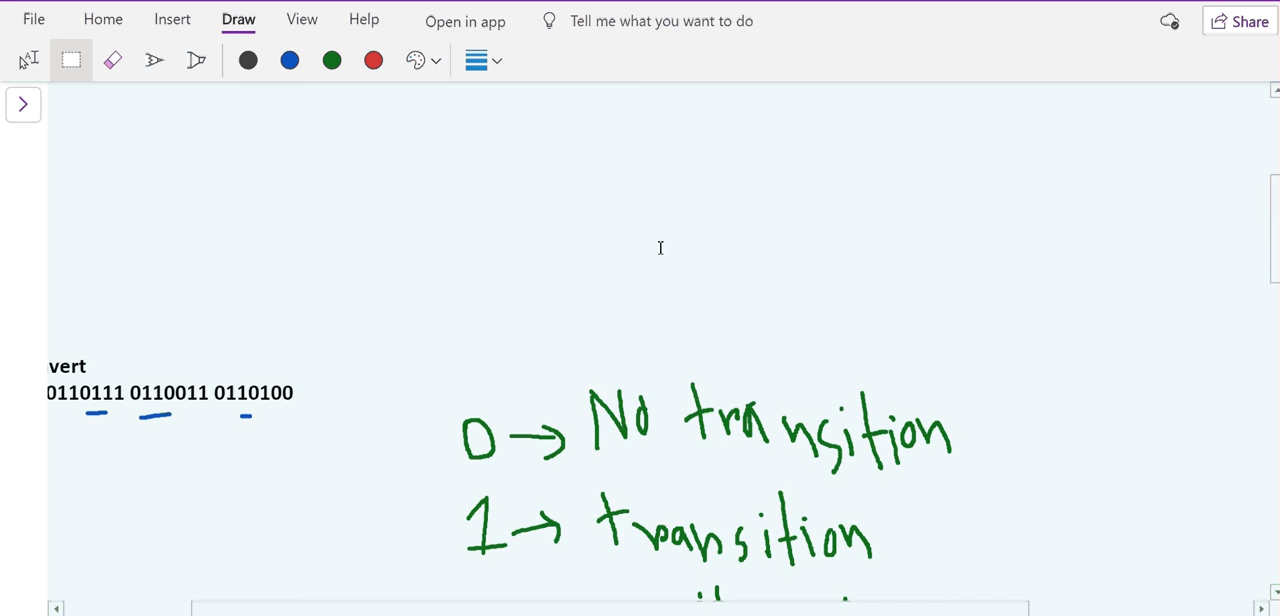 File Home Insert Draw View Help Open in app Tell me what you want to do Share
vert
0110111 0110011 0110100
0 → No transition
1 → transition